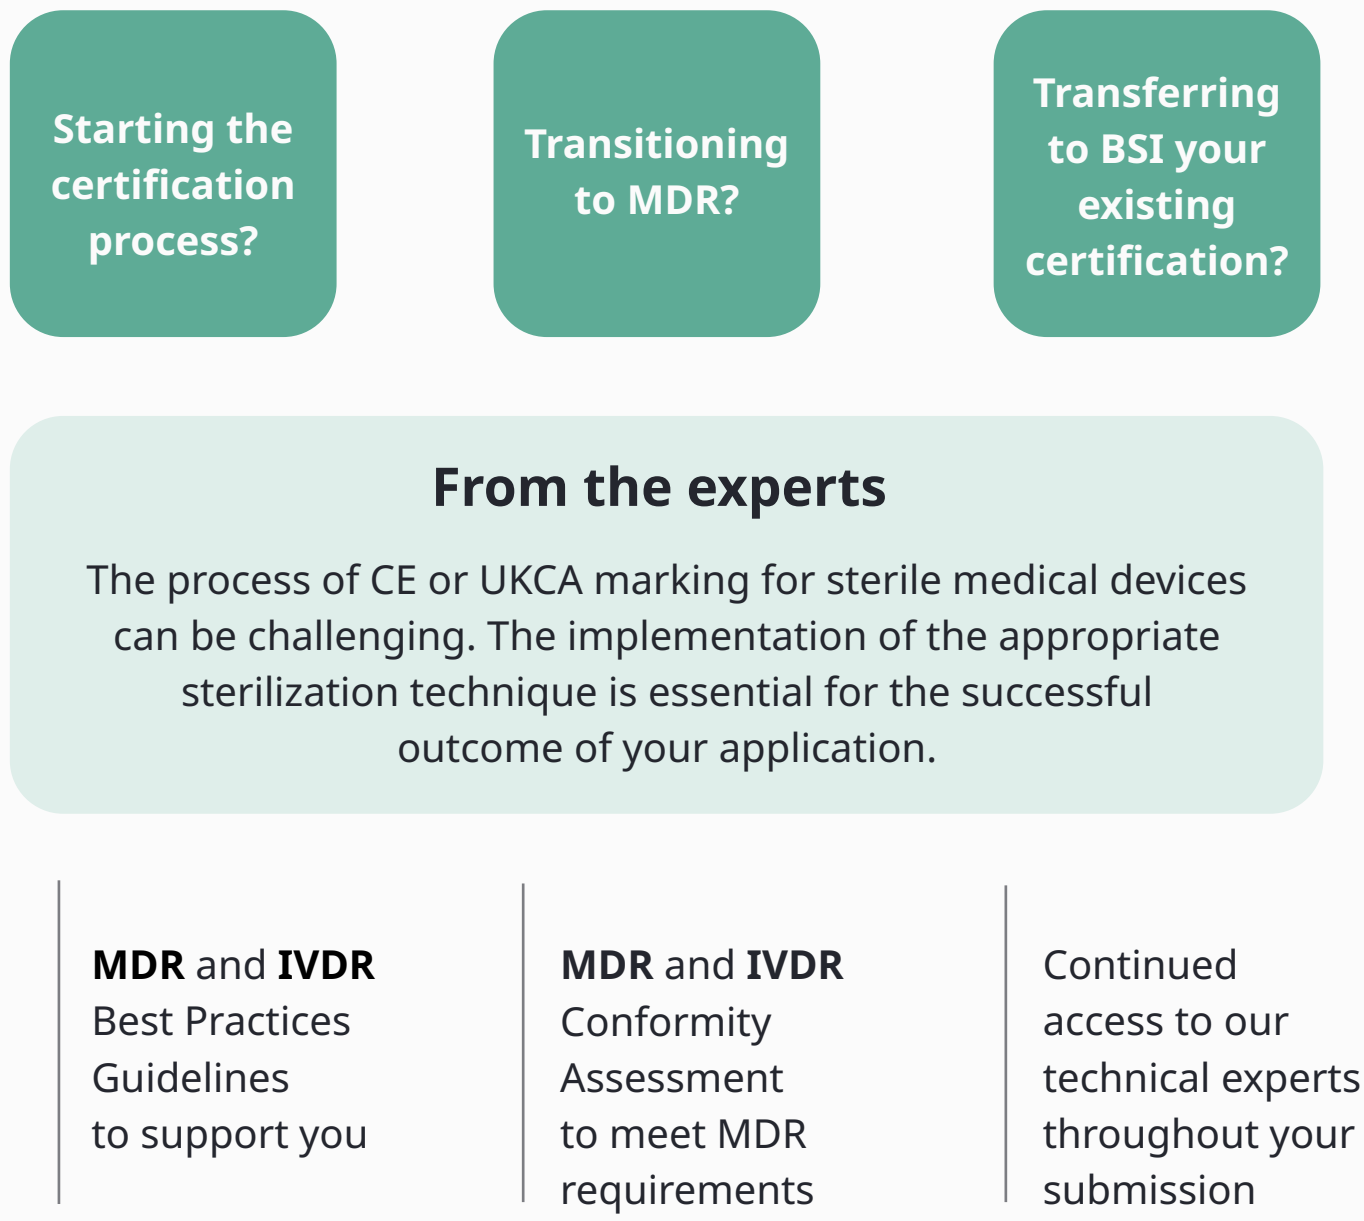 Starting the
certification
process?
Transitioning
to MDR?
Transferring
to BSI your
existing
certification?
From the experts
The process of CE or UKCA marking for sterile medical devices
can be challenging. The implementation of the appropriate
sterilization technique is essential for the successful
outcome of your application.
MDR and IVDR
Best Practices
Guidelines
to support you
MDR and IVDR
Conformity
Assessment
to meet MDR
requirements
Continued
access to our
technical experts
throughout your
submission